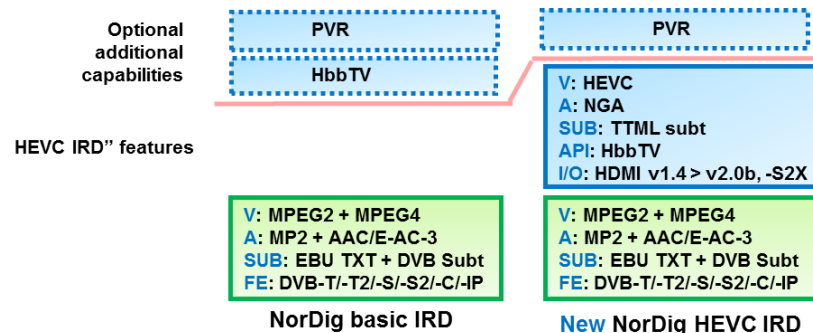 Optional
additional
capabilities
PVR
HbbTV
PVR
HEVC IRD” features
V: HEVC
A: NGA
SUB: TTML subt
API: HbbTV
I/O: HDMI v1.4 > v2.0b, -S2X
V: MPEG2 + MPEG4
A: MP2 + AAC/E-AC-3
SUB: EBU TXT + DVB Subt
FE: DVB-T/-T2/-S/-S2/-C/-IP
V: MPEG2 + MPEG4
A: MP2 + AAC/E-AC-3
SUB: EBU TXT + DVB Subt
FE: DVB-T/-T2/-S/-S2/-C/-IP
NorDig basic IRD
New NorDig HEVC IRD